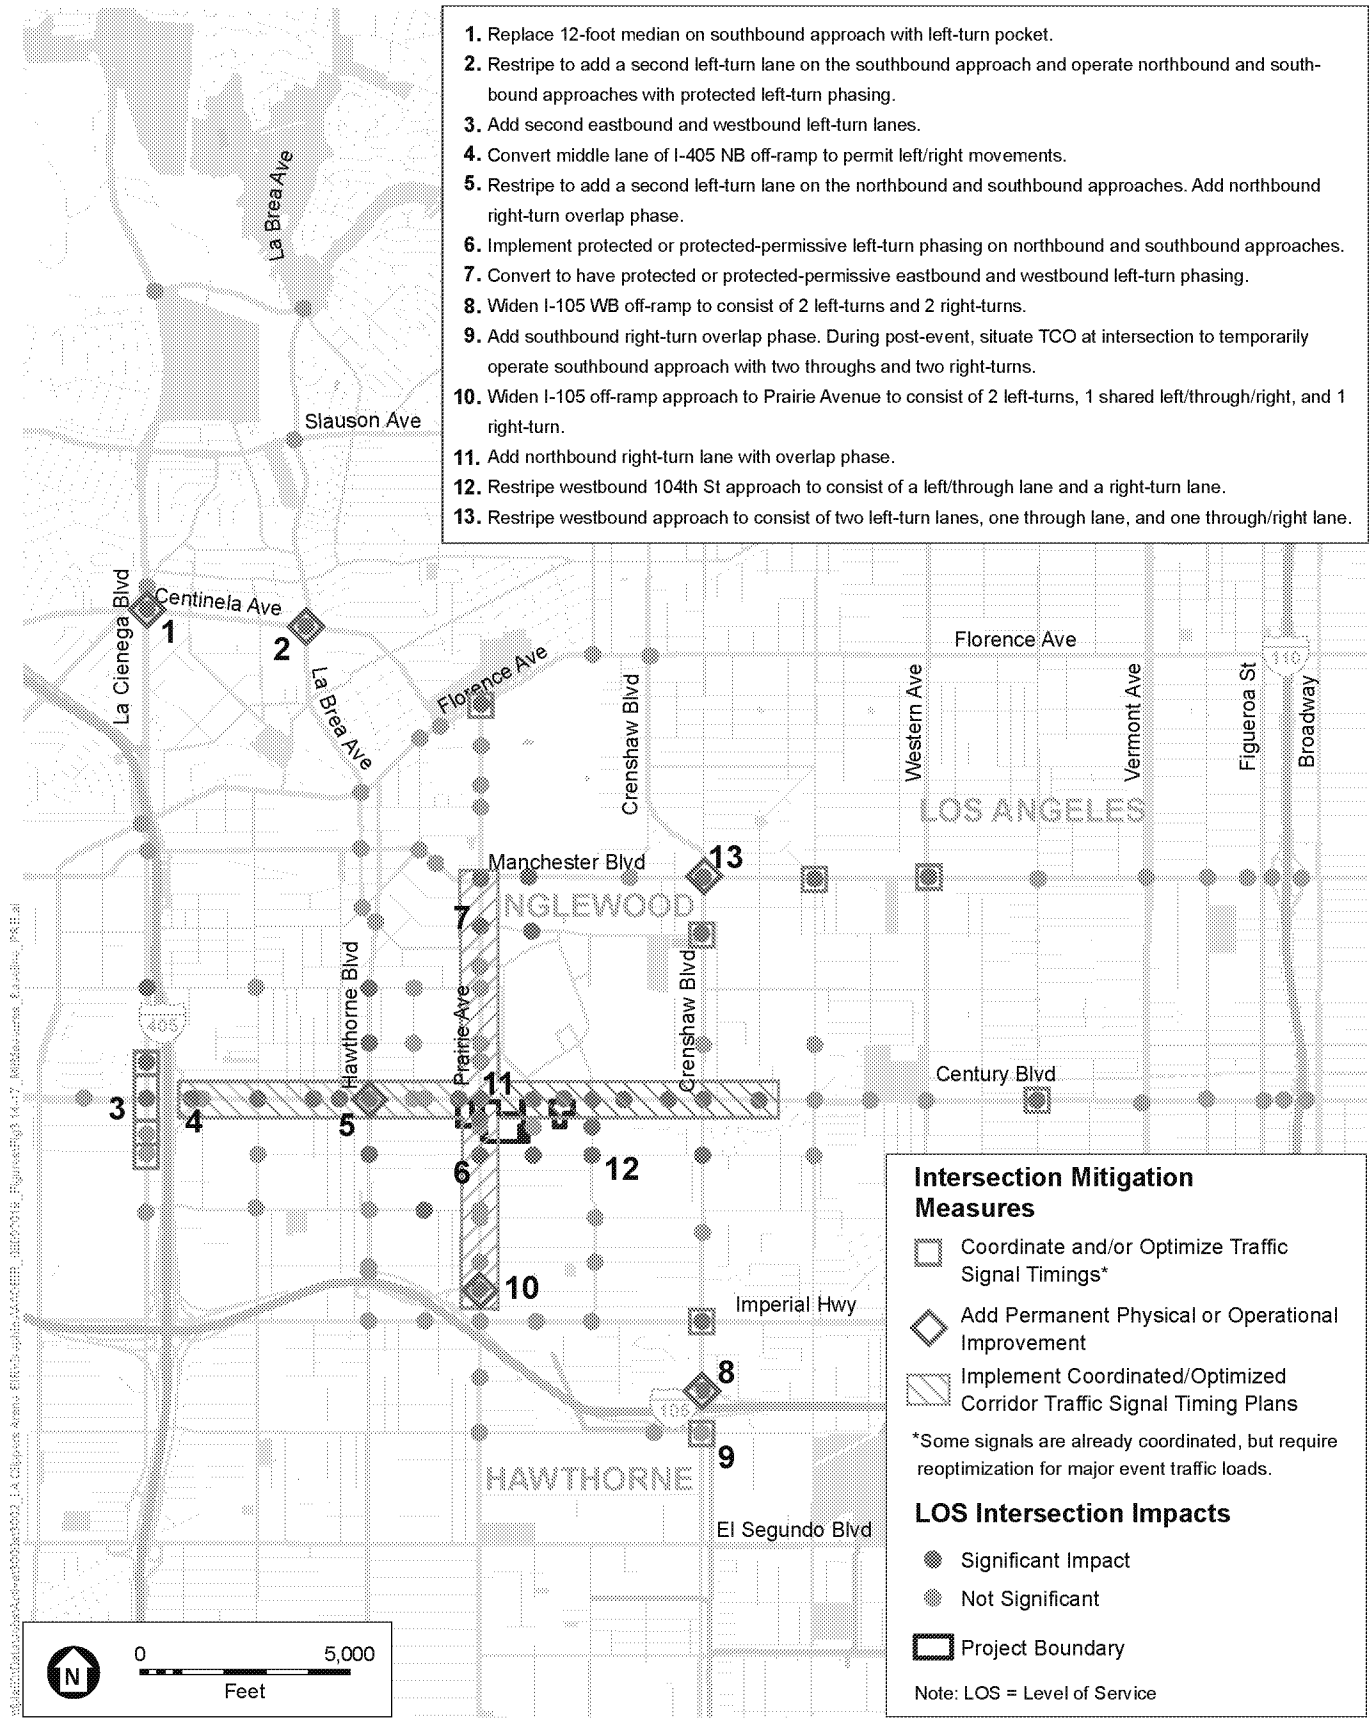 1. Replace 12-foot median on southbound approach with left-turn pocket.
2. Restripe to add a second left-turn lane on the southbound approach and operate northbound and south-
bound approaches with protected left-turn phasing.
3. Add second eastbound and westbound left-turn lanes.
4. Convert middle lane of I-405 NB off-ramp to permit left/right movements.
5. Restripe to add a second left-turn lane on the northbound and southbound approaches. Add northbound
right-turn overlap phase.
6. Implement protected or protected-permissive left-turn phasing on northbound and southbound approaches.
7. Convert to have protected or protected-permissive eastbound and westbound left-turn phasing.
8. Widen I-105 WB off-ramp to consist of 2 left-turns and 2 right-turns.
9. Add southbound right-turn overlap phase. During post-event, situate TCO at intersection to temporarily
operate southbound approach with two throughs and two right-turns.
10. Widen I-105 off-ramp approach to Prairie Avenue to consist of 2 left-turns, 1 shared left/through/right, and 1
right-turn.
11. Add northbound right-turn lane with overlap phase.
12. Restripe westbound 104th St approach to consist of a left/through lane and a right-turn lane.
13. Restripe westbound approach to consist of two left-turn lanes, one through lane, and one through/right lane.
La Brea Ave
Slauson Ave
La Cienega Blvd
Centinela Ave
1
2
La Brea Ave
Florence Ave
Florence Ave
Crenshaw Blvd
Western Ave
Vermont Ave
Figueroa St
110
Broadway
LOS ANGELES
Manchester Blvd
13
7
NGLEWOOD
Hawthorne Blvd
Prairie Ave
Crenshaw Blvd
405
Century Blvd
3
4
5
11
6
12
10
Imperial Hwy
8
105
9
HAWTHORNE
El Segundo Blvd
Intersection Mitigation
Measures
Coordinate and/or Optimize Traffic
Signal Timings*
Add Permanent Physical or Operational
Improvement
Implement Coordinated/Optimized
Corridor Traffic Signal Timing Plans
*Some signals are already coordinated, but require
reoptimization for major event traffic loads.
LOS Intersection Impacts
Significant Impact
Not Significant
Project Boundary
Note: LOS = Level of Service
N
0 5,000
Feet